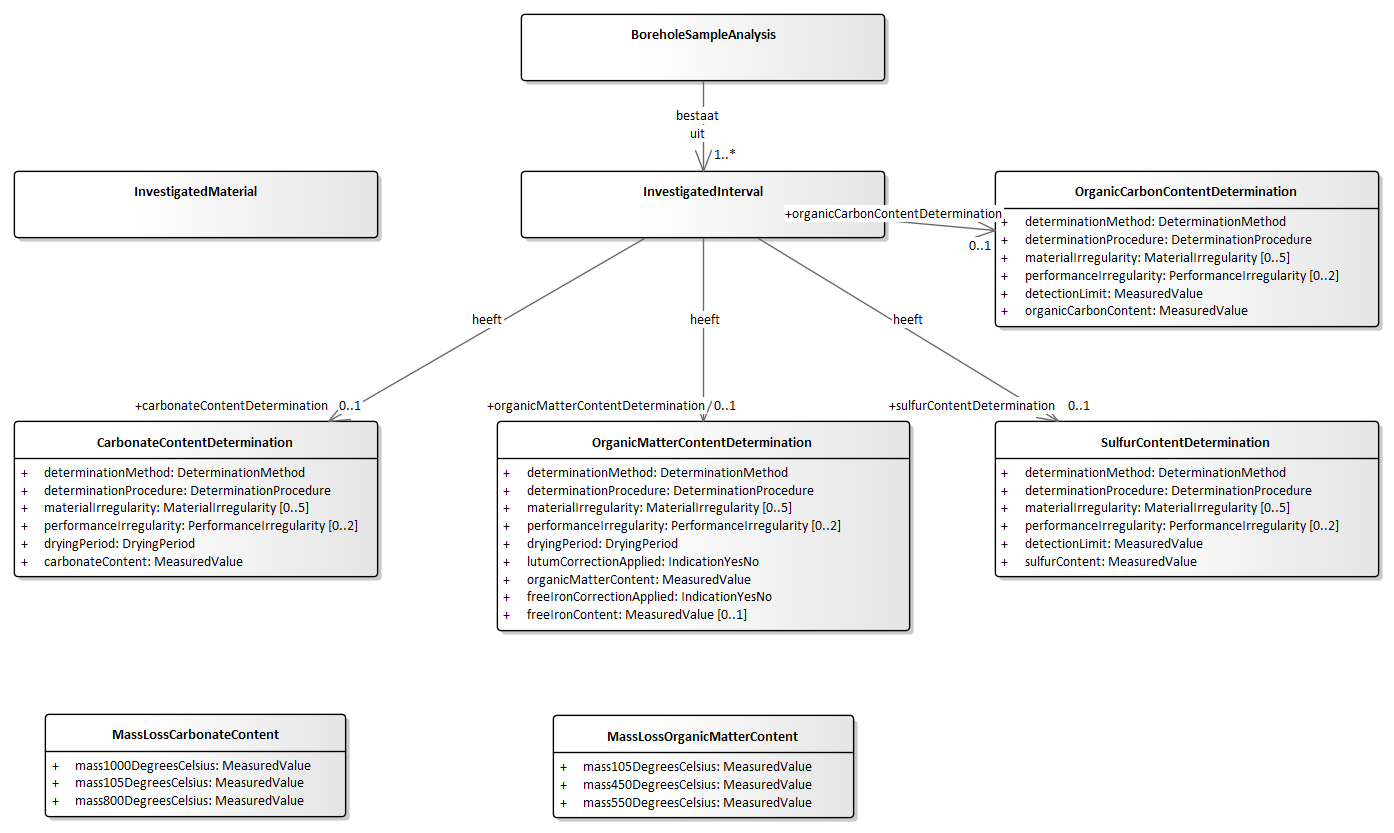 BoreholeSampleAnalysis
bestaat
uit
1..*
InvestigatedMaterial
InvestigatedInterval
+organicCarbonContentDetermination
0..1
OrganicCarbonContentDetermination
+ determinationMethod: DeterminationMethod
+ determinationProcedure: DeterminationProcedure
+ materialIrregularity: MaterialIrregularity [0..5]
+ performanceIrregularity: PerformanceIrregularity [0..2]
+ detectionLimit: MeasuredValue
+ organicCarbonContent: MeasuredValue
heeft
heeft
heeft
+carbonateContentDetermination 0..1
+organicMatterContentDetermination 0..1
+sulfurContentDetermination 0..1
CarbonateContentDetermination
+ determinationMethod: DeterminationMethod
+ determinationProcedure: DeterminationProcedure
+ materialIrregularity: MaterialIrregularity [0..5]
+ performanceIrregularity: PerformanceIrregularity [0..2]
+ dryingPeriod: DryingPeriod
+ carbonateContent: MeasuredValue
OrganicMatterContentDetermination
+ determinationMethod: DeterminationMethod
+ determinationProcedure: DeterminationProcedure
+ materialIrregularity: MaterialIrregularity [0..5]
+ performanceIrregularity: PerformanceIrregularity [0..2]
+ dryingPeriod: DryingPeriod
+ lutumCorrectionApplied: IndicationYesNo
+ organicMatterContent: MeasuredValue
+ freeIronCorrectionApplied: IndicationYesNo
+ freeIronContent: MeasuredValue [0..1]
SulfurContentDetermination
+ determinationMethod: DeterminationMethod
+ determinationProcedure: DeterminationProcedure
+ materialIrregularity: MaterialIrregularity [0..5]
+ performanceIrregularity: PerformanceIrregularity [0..2]
+ detectionLimit: MeasuredValue
+ sulfurContent: MeasuredValue
MassLossCarbonateContent
+ mass1000DegreesCelsius: MeasuredValue
+ mass105DegreesCelsius: MeasuredValue
+ mass800DegreesCelsius: MeasuredValue
MassLossOrganicMatterContent
+ mass105DegreesCelsius: MeasuredValue
+ mass450DegreesCelsius: MeasuredValue
+ mass550DegreesCelsius: MeasuredValue